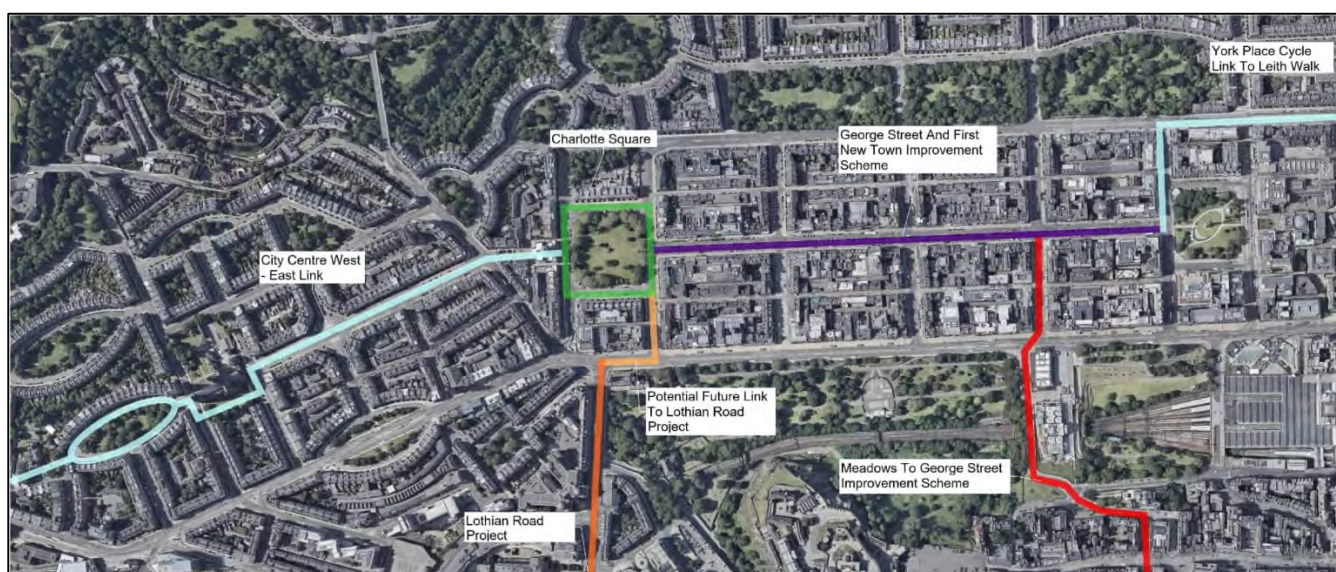 York Place Cycle
Link To Leith Walk
George Street And First
New Town Improvement
Scheme
Charlotte Square
City Centre West
- East Link
Potential Future Link
To Lothian Road
Project
Meadows To George Street
Improvement Scheme
Lothian Road
Project